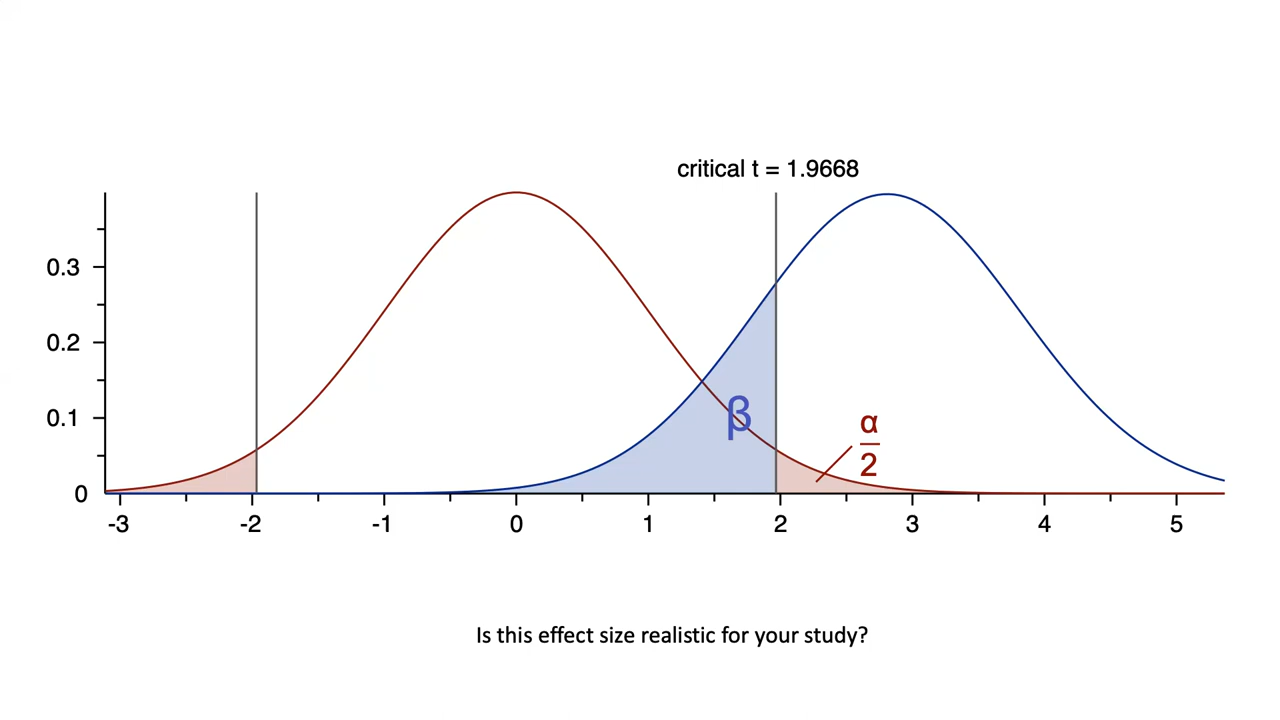 critical t = 1.9668
0.3
0.2
0.1
0
β
α
2
-3 -2 -1 0 1 2 3 4 5
Is this effect size realistic for your study?